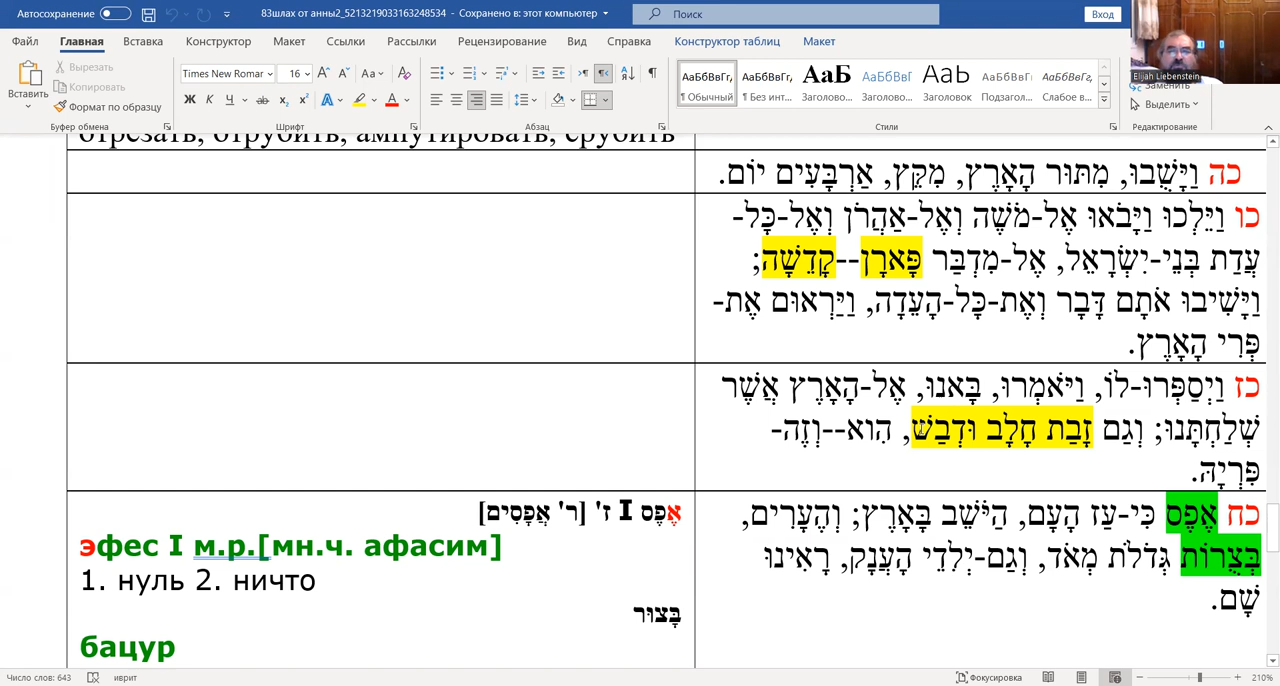 Автосохранение
83шлах от анны2_5213219033163248534 - Сохранено в: этот компьютер
Поиск
Вход
Файл Главная Вставка Конструктор Макет Ссылки Рассылки Рецензирование Вид Справка Конструктор таблиц Макет
Elijah Liebenstein
Вставить
Вырезать
Копировать
Формат по образцу
Times New Romar 16
АаБбВвГг, АаБбВвГг, АаБ АаБбВвГ АаЬ АаБбВвГ АаБбВвГг,
¶ Обычный ¶ Без инт... Заголово... Заголово... Заголовок Подзагол... Слабое в...
Заменить
Выделить
Буфер обмена Шрифт Абзац Стили Редактирование
отрезать, отрубить, ампутировать, срубить
כה וַיָּשֻׁבוּ, מִתּוּר הָאָרֶץ, מִקֵּץ, אַרְבָּעִים יוֹם.
כו וַיֵּלְכוּ וַיָּבֹאוּ אֶל-מֹשֶׁה וְאֶל-אַהֲרֹן וְאֶל-כָּל-
עֲדַת בְּנֵי-יִשְׂרָאֵל, אֶל-מִדְבַּר פָּארָן--קָדֵשָׁה;
וַיָּשִׁיבוּ אֹתָם דָּבָר וְאֶת-כָּל-הָעֵדָה, וַיַּרְאוּם אֶת-
פְּרִי הָאָרֶץ.
כז וַיְסַפְּרוּ-לוֹ, וַיֹּאמְרוּ, בָּאנוּ, אֶל-הָאָרֶץ אֲשֶׁר
שְׁלַחְתָּנוּ; וְגַם זָבַת חָלָב וּדְבַשׁ, הִוא--וְזֶה-
פִּרְיָהּ.
כח אֶפֶס כִּי-עַז הָעָם, הַיֹּשֵׁב בָּאָרֶץ; וְהֶעָרִים,
בְּצֻרוֹת גְּדֹלֹת מְאֹד, וְגַם-יְלִדֵי הָעֲנָק, רָאִינוּ
שָׁם.
אֶפֶס I ז' [ר' אֲפָסִים]
эфес I м.р.[мн.ч. афасим]
1. нуль 2. ничто
בָּצוּר
бацур
Число слов: 643 иврит Фокусировка 210%